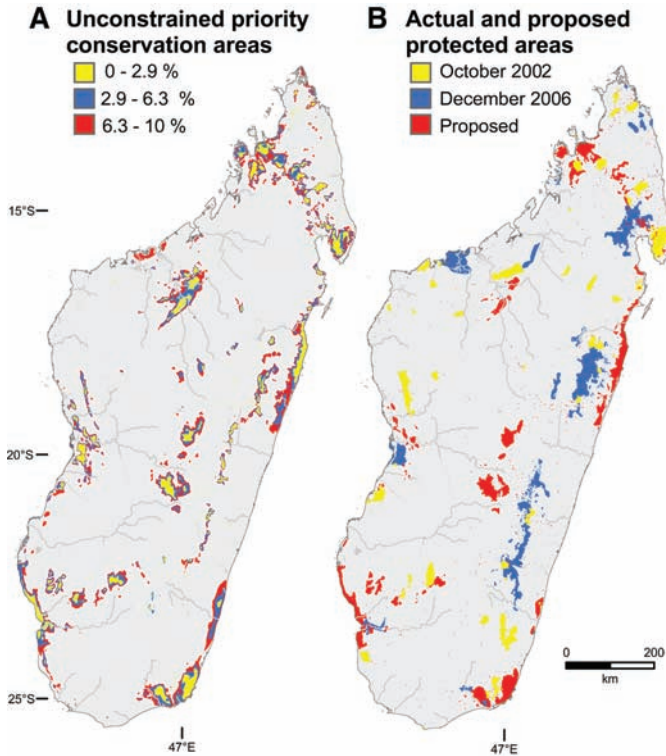 A Unconstrained priority
conservation areas
0 - 2.9 %
2.9 - 6.3 %
6.3 - 10 %
B Actual and proposed
protected areas
October 2002
December 2006
Proposed
15°S
20°S
25°S
47°E
47°E
0 200
km